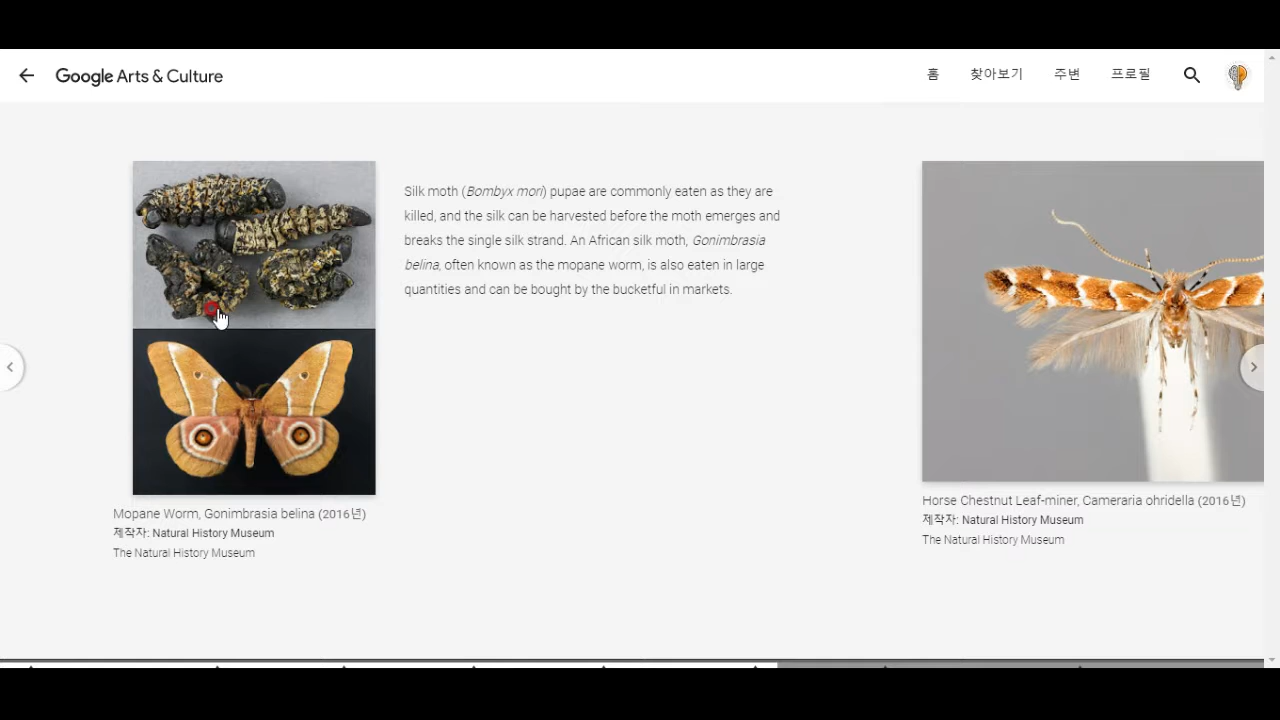 Google Arts & Culture
홈 찾아보기 주변 프로필
Silk moth (Bombyx mori) pupae are commonly eaten as they are
killed, and the silk can be harvested before the moth emerges and
breaks the single silk strand. An African silk moth, Gonimbrasia
belina, often known as the mopane worm, is also eaten in large
quantities and can be bought by the bucketful in markets.
Mopane Worm, Gonimbrasia belina (2016년)
제작자: Natural History Museum
The Natural History Museum
Horse Chestnut Leaf-miner, Cameraria ohridella (2016년)
제작자: Natural History Museum
The Natural History Museum